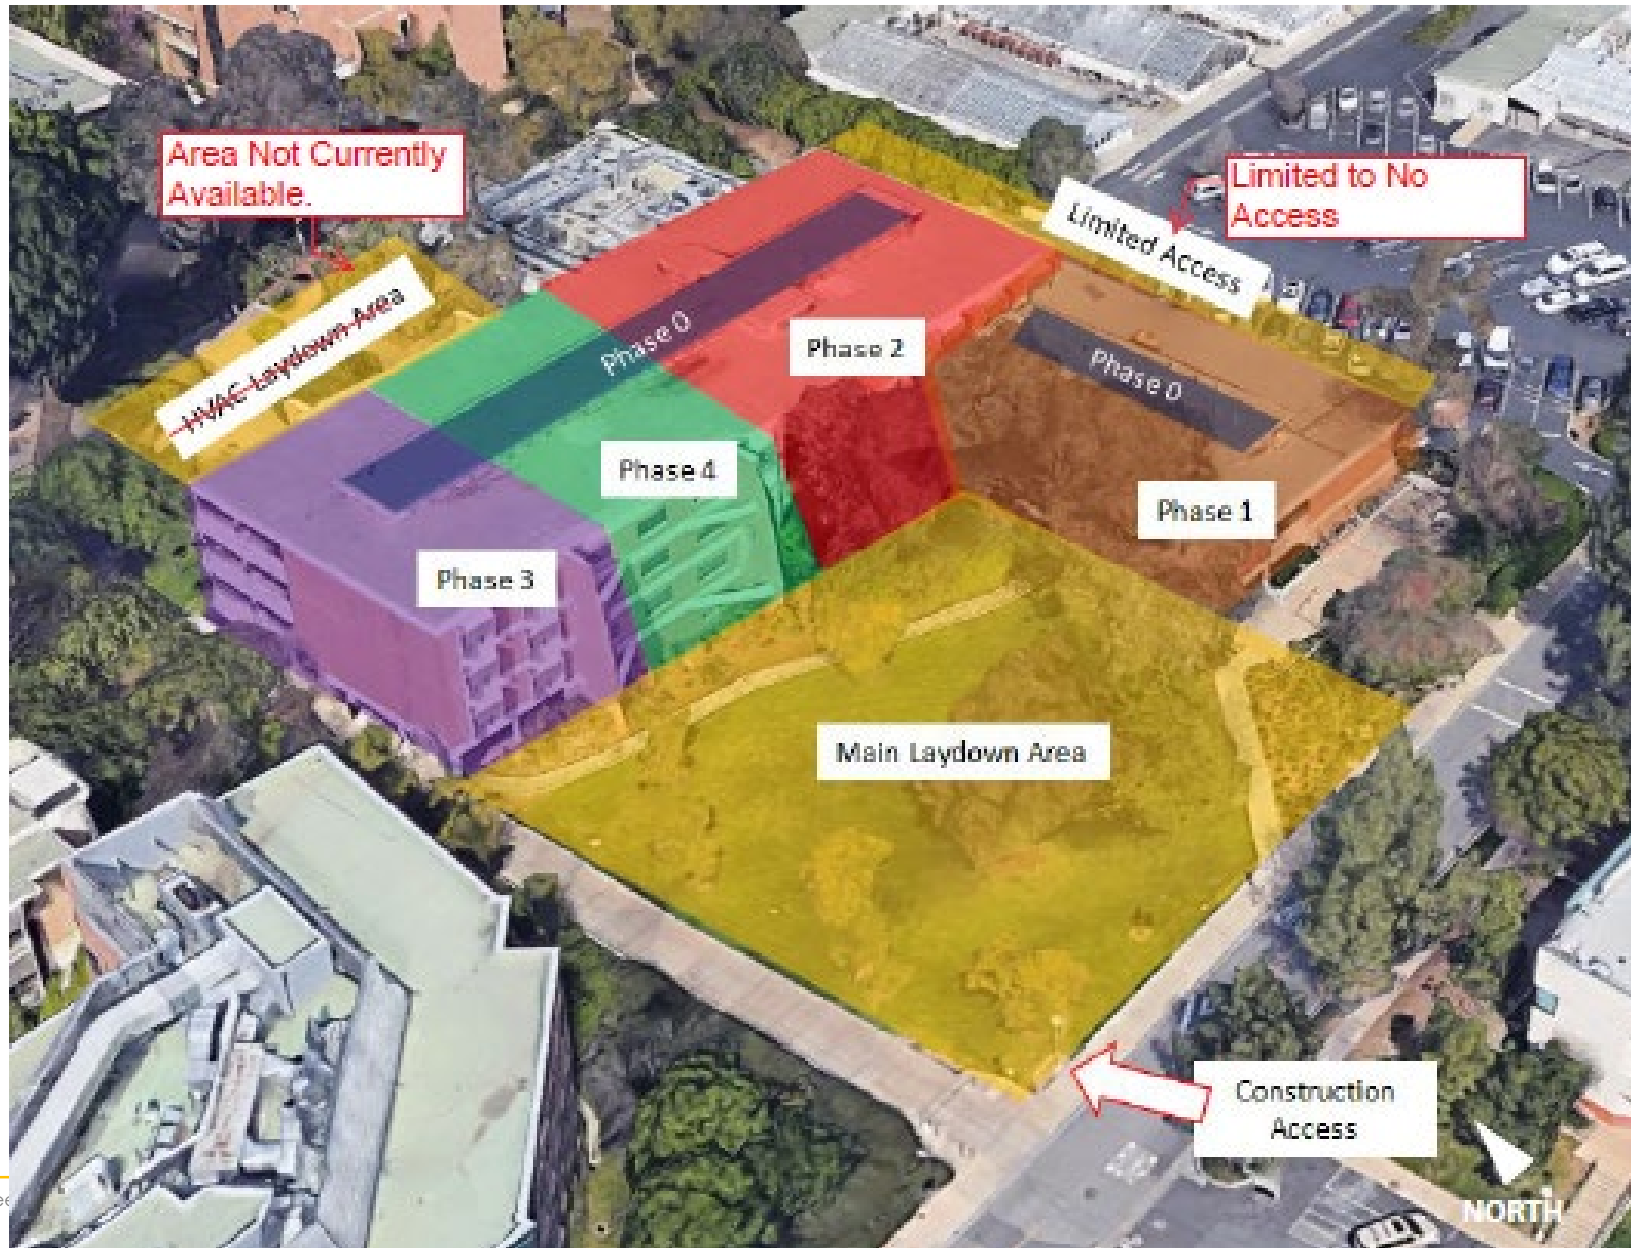 Area Not Currently
Available.
Limited to No
Access
Limited Access
HVAC Laydown Area
Phase 0
Phase 2
Phase 0
Phase 4
Phase 1
Phase 3
Main Laydown Area
Construction
Access
NORTH